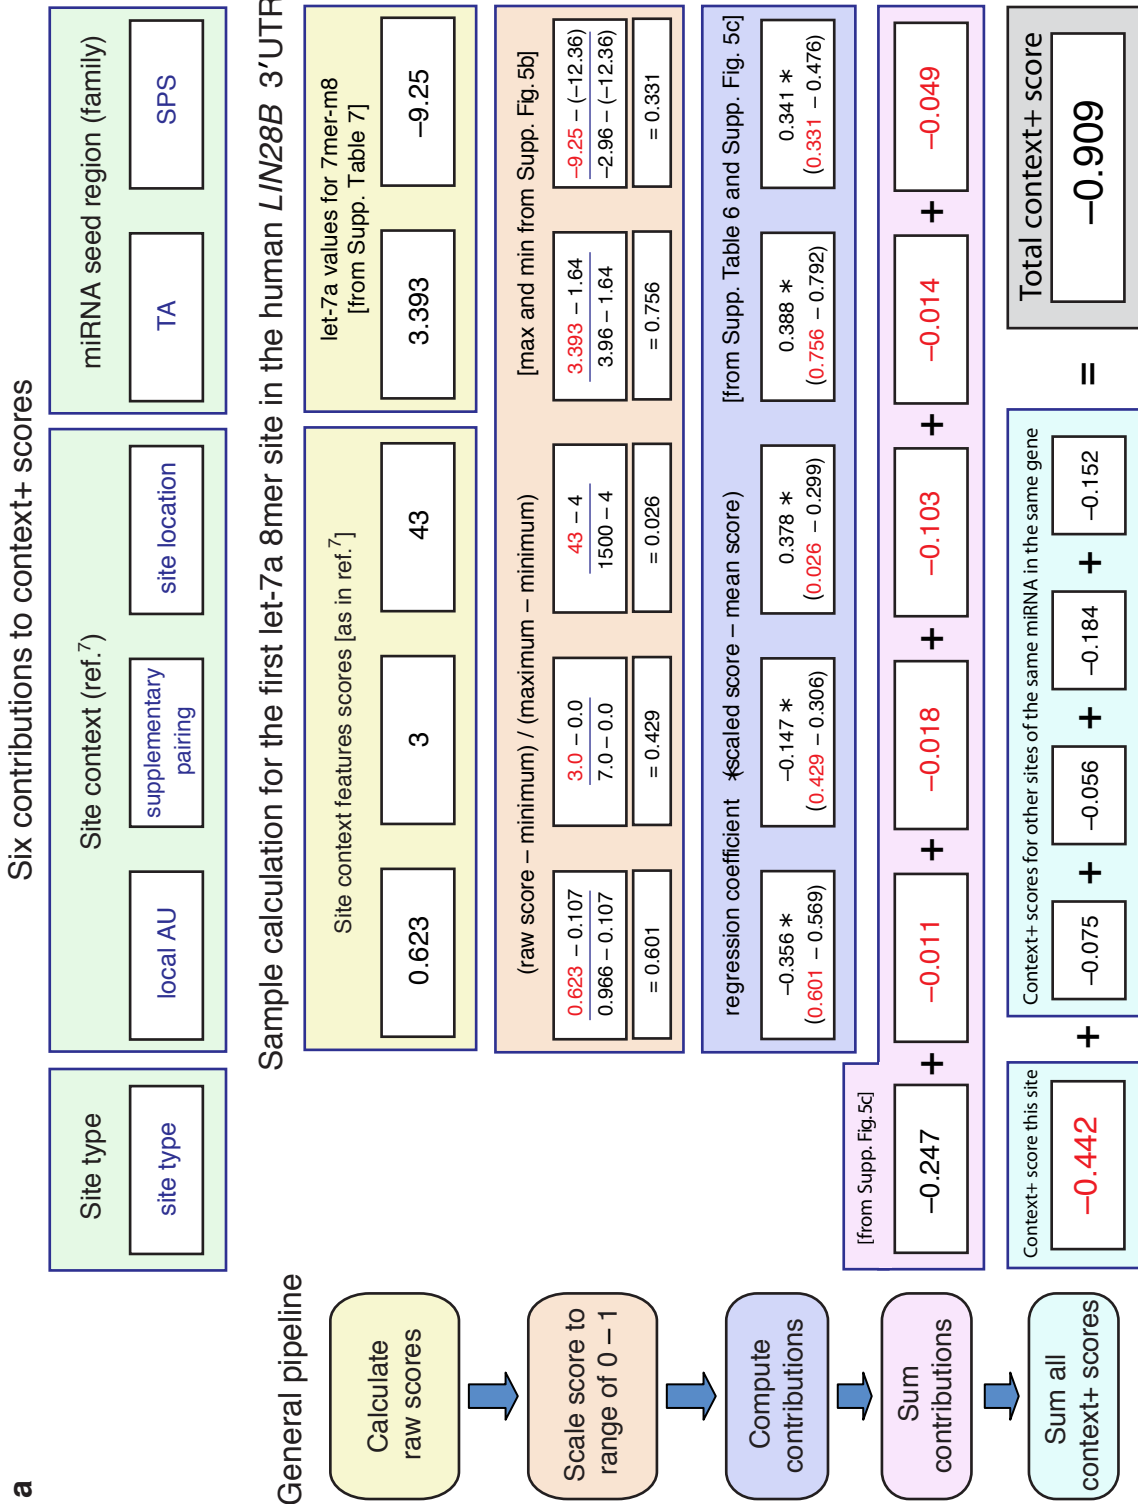 a
Six contributions to context+ scores
Site type
site type
Site context (ref.7)
local AU
supplementary
pairing
site location
miRNA seed region (family)
TA
SPS
General pipeline
Sample calculation for the first let-7a 8mer site in the human LIN28B 3′UTR
Calculate
raw scores
Site context features scores [as in ref.7]
0.623
3
43
let-7a values for 7mer-m8
[from Supp. Table 7]
3.393
−9.25
Scale score to
range of 0 – 1
(raw score – minimum) / (maximum – minimum)
[max and min from Supp. Fig. 5b]
0.623 − 0.107
0.966 − 0.107
= 0.601
3.0 − 0.0
7.0 − 0.0
= 0.429
43 − 4
1500 − 4
= 0.026
3.393 − 1.64
3.96 − 1.64
= 0.756
−9.25 − (−12.36)
−2.96 − (−12.36)
= 0.331
Compute
contributions
regression coefficient *(scaled score – mean score)
[from Supp. Table 6 and Supp. Fig. 5c]
−0.356 *
(0.601 − 0.569)
−0.147 *
(0.429 − 0.306)
0.378 *
(0.026 − 0.299)
0.388 *
(0.756 − 0.792)
0.341 *
(0.331 − 0.476)
Sum
contributions
[from Supp. Fig. 5c]
−0.247 + −0.011 + −0.018 + −0.103 + −0.014 + −0.049
Sum all
context+ scores
Context+ score this site
−0.442
+
Context+ scores for other sites of the same miRNA in the same gene
−0.075 + −0.056 + −0.184 + −0.152
=
Total context+ score
−0.909